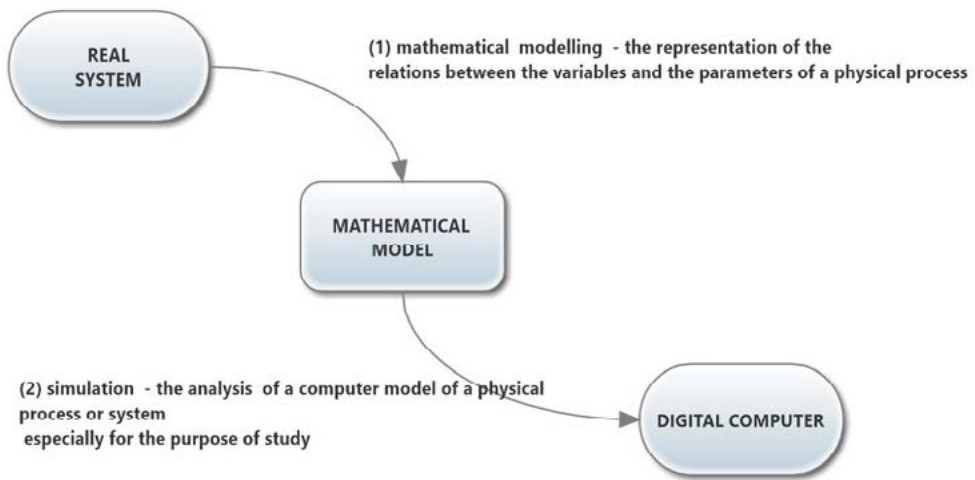 REAL
SYSTEM
(1) mathematical modelling - the representation of the
relations between the variables and the parameters of a physical process
MATHEMATICAL
MODEL
(2) simulation - the analysis of a computer model of a physical
process or system
especially for the purpose of study
DIGITAL COMPUTER